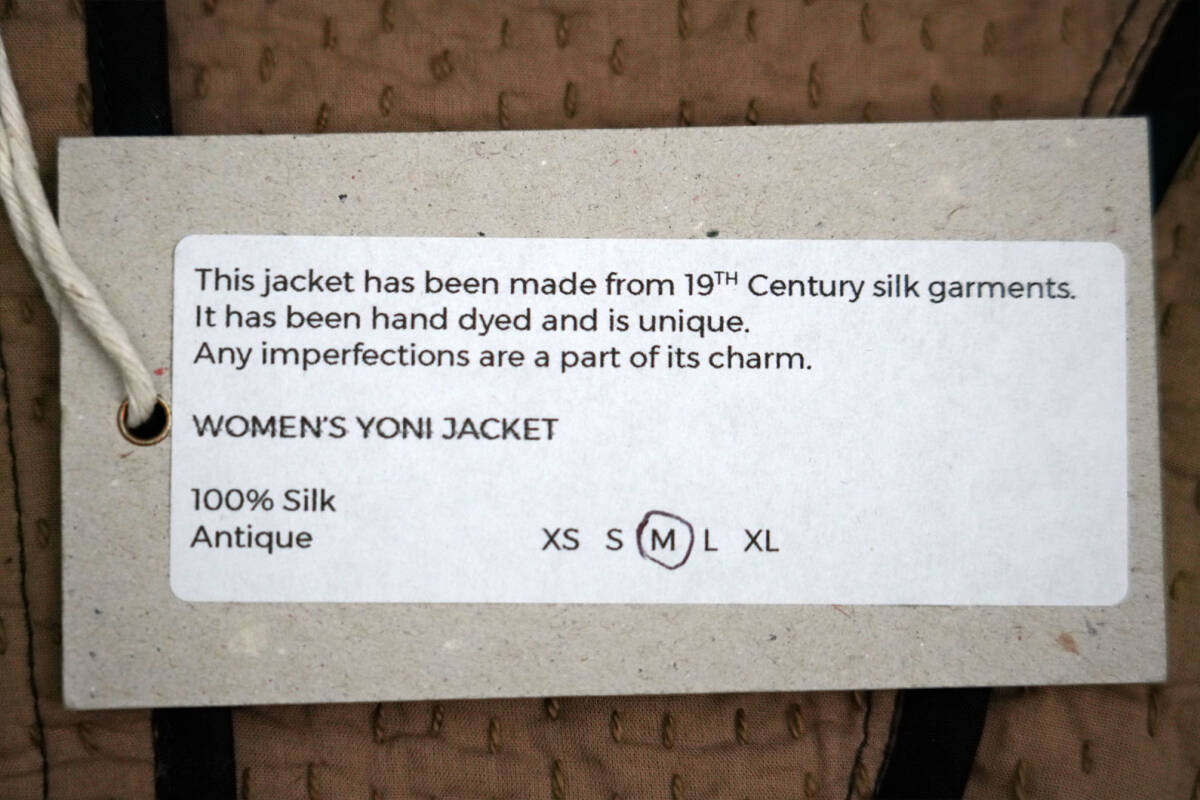 This jacket has been made from 19TH Century silk garments.
It has been hand dyed and is unique.
Any imperfections are a part of its charm.
WOMEN'S YONI JACKET
100% Silk
Antique XS S M L XL